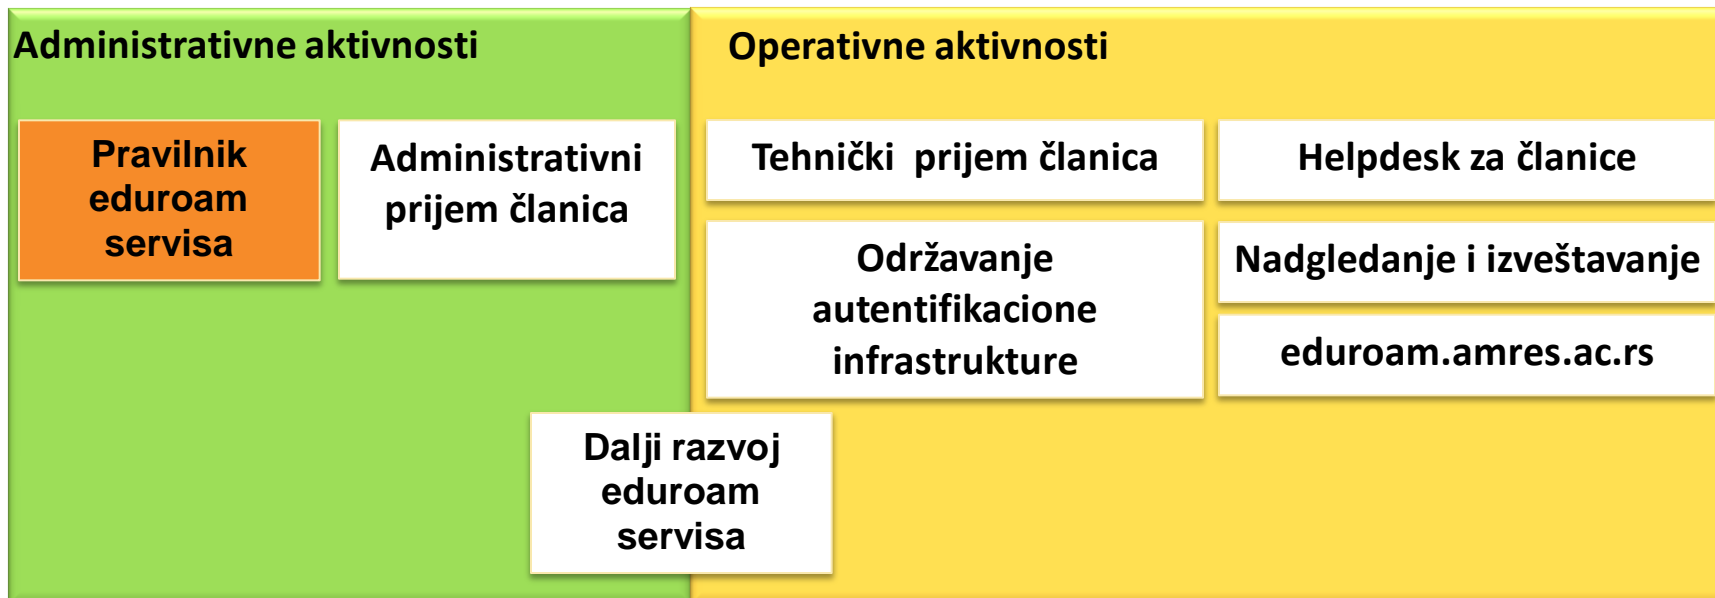 Administrativne aktivnosti
Pravilnik
eduroam
servisa
Administrativni
prijem članica
Operativne aktivnosti
Tehnički  prijem članica
Helpdesk za članice
Održavanje
autentifikacione
infrastrukture
Nadgledanje i izveštavanje
eduroam.amres.ac.rs
Dalji razvoj
eduroam
servisa